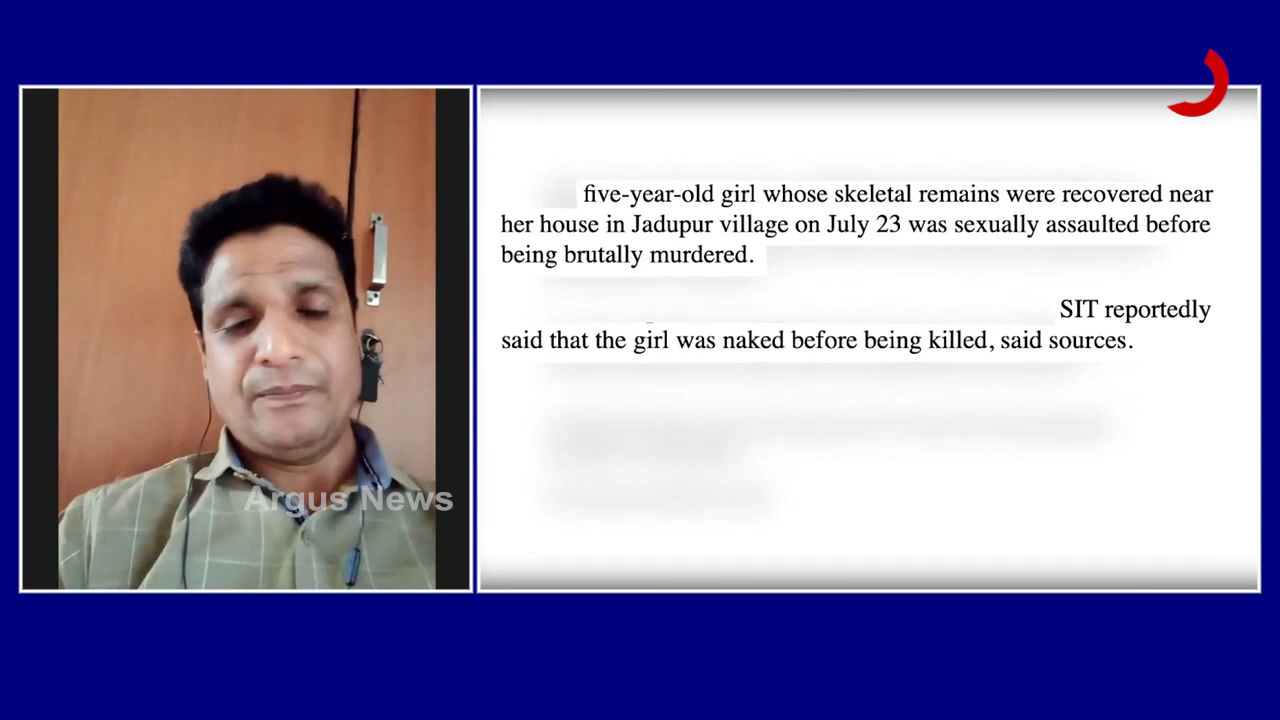 five-year-old girl whose skeletal remains were recovered near
her house in Jadupur village on July 23 was sexually assaulted before
being brutally murdered.
SIT reportedly
said that the girl was naked before being killed, said sources.
Argus News